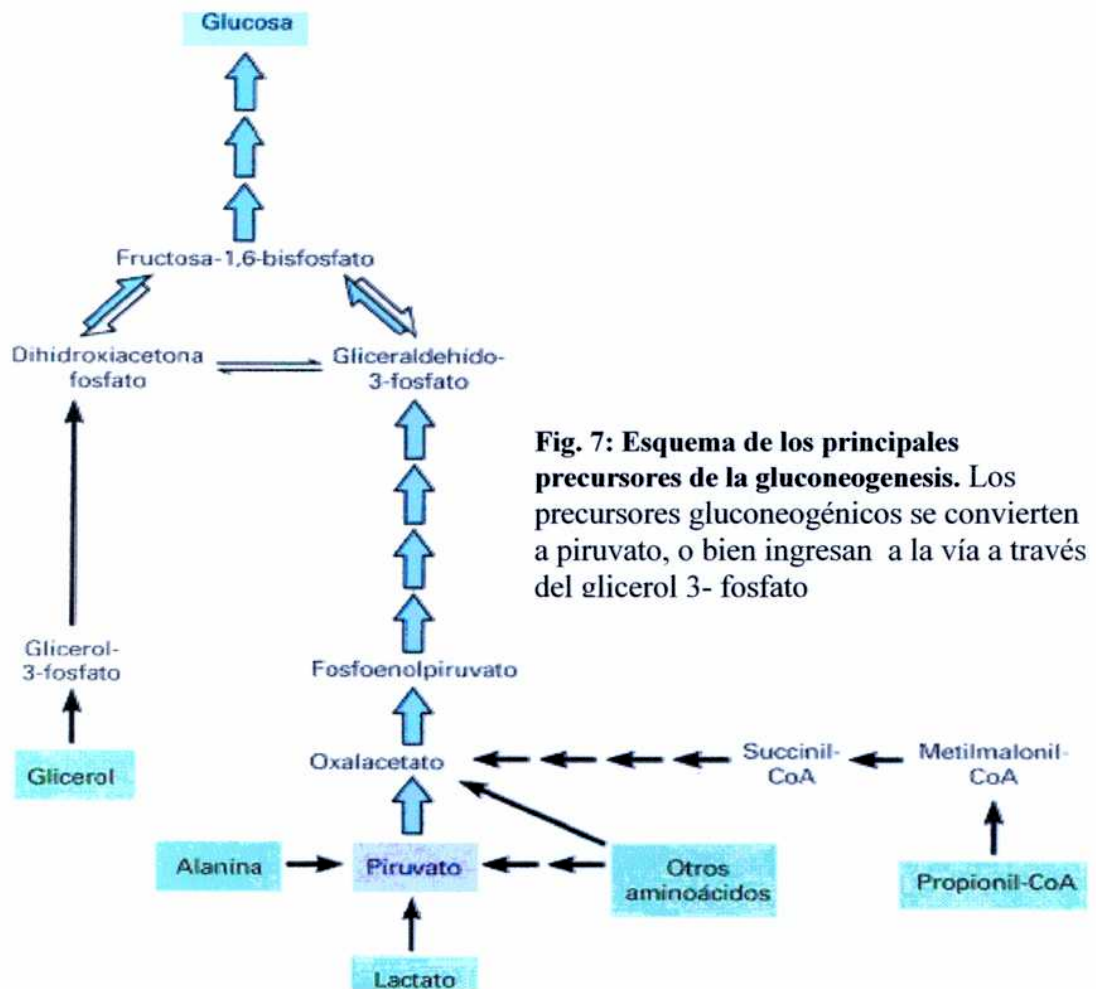 Glucosa
Fructosa-1,6-bisfosfato
Dihidroxiacetona
fosfato
Gliceraldehído-
3-fosfato
Fig. 7: Esquema de los principales
precursores de la gluconeogenesis. Los
precursores gluconeogénicos se convierten
a piruvato, o bien ingresan a la vía a través
del glicerol 3- fosfato
Glicerol-
3-fosfato
Fosfoenolpiruvato
Glicerol
Oxalacetato
Succinil-
CoA
Metilmalonil-
CoA
Alanina
Piruvato
Otros
aminoácidos
Propionil-CoA
Lactato